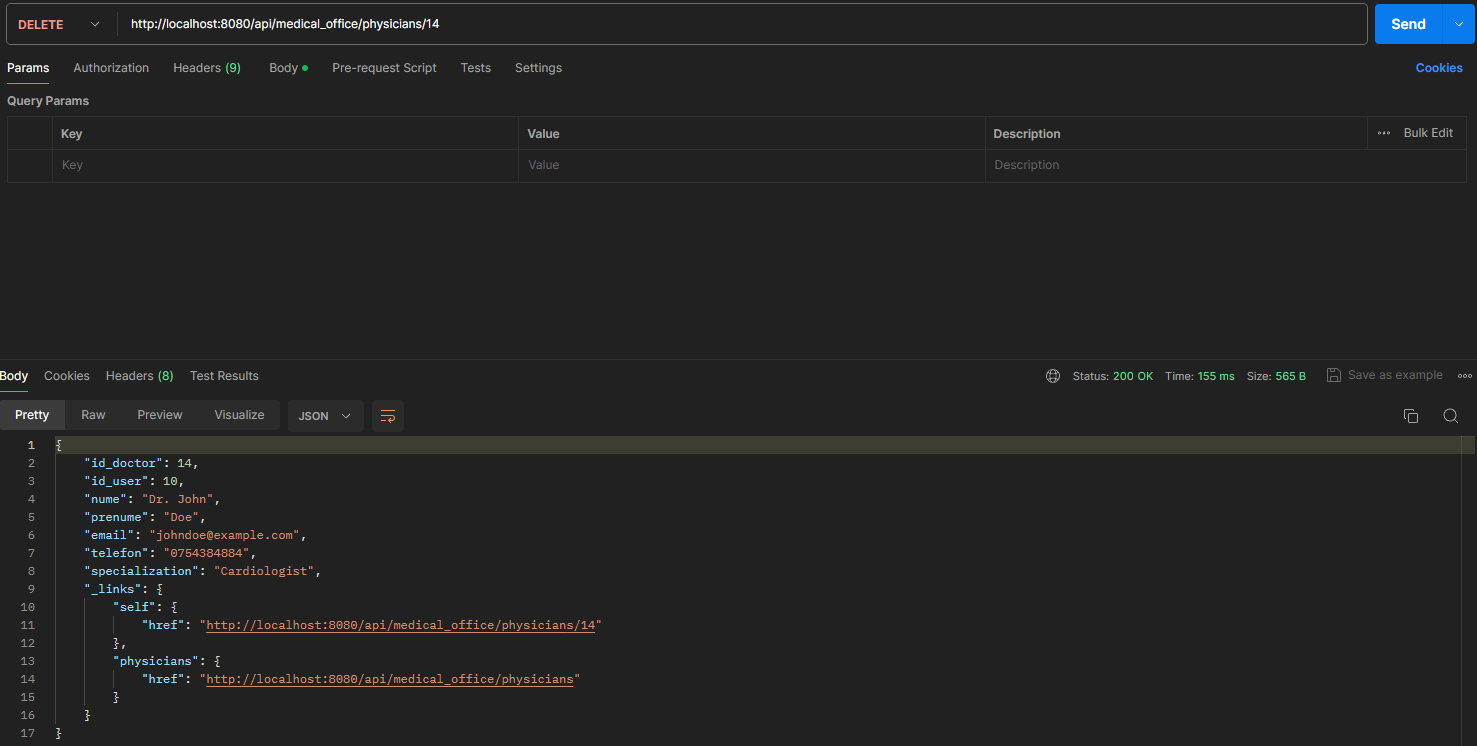 DELETE http://localhost:8080/api/medical_office/physicians/14 Send
Params Authorization Headers (9) Body Pre-request Script Tests Settings Cookies
Query Params
Key Value Description ••• Bulk Edit
Key Value Description
Body Cookies Headers (8) Test Results Status: 200 OK Time: 155 ms Size: 565 B Save as example
Pretty Raw Preview Visualize JSON
1 {
2 "id_doctor": 14,
3 "id_user": 10,
4 "nume": "Dr. John",
5 "prenume": "Doe",
6 "email": "johndoe@example.com",
7 "telefon": "0754384884",
8 "specialization": "Cardiologist",
9 "_links": {
10 "self": {
11 "href": "http://localhost:8080/api/medical_office/physicians/14"
12 },
13 "physicians": {
14 "href": "http://localhost:8080/api/medical_office/physicians"
15 }
16 }
17 }